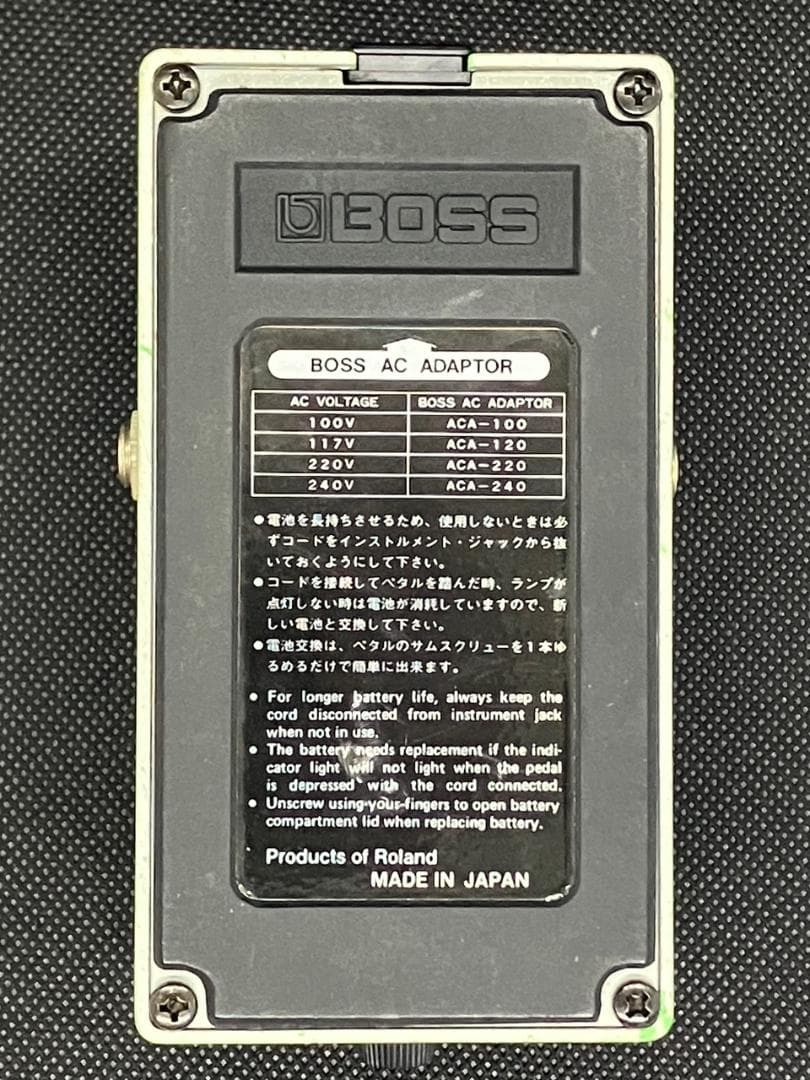 BOSS
BOSS AC ADAPTOR
AC VOLTAGE BOSS AC ADAPTOR
100V ACA-100
117V ACA-120
220V ACA-220
240V ACA-240
●電池を長持ちさせるため、使用しないときは必
ずコードをインストルメント・ジャックから抜
いておくようにして下さい。
●コードを接続してペタルを踏んだ時、ランプが
点灯しない時は電池が消耗していますので、新
しい電池と交換して下さい。
●電池交換は、ペタルのサムスクリューを1本ゆ
るめるだけで簡単に出来ます。
● For longer battery life, always keep the
cord disconnected from instrument jack
when not in use.
● The battery needs replacement if the indi-
cator light will not light when the pedal
is depressed with the cord connected.
● Unscrew using-your-fingers to open battery
compartment lid when replacing battery.
Products of Roland
MADE IN JAPAN